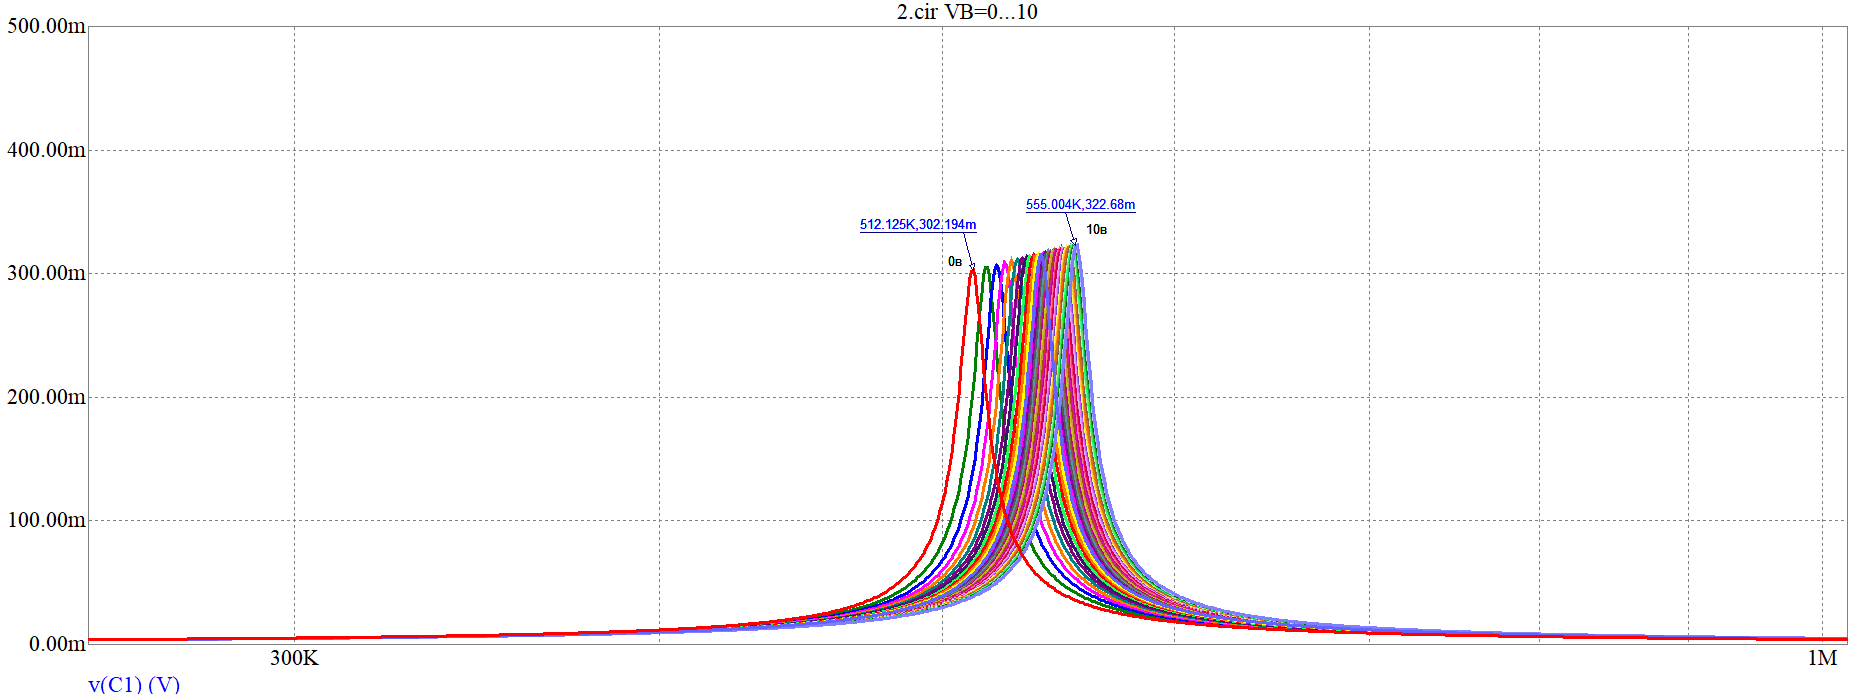 2.cir VB=0...10
500.00m
400.00m
300.00m
200.00m
100.00m
0.00m
555.004K,322.68m
10в
512.125K,302.194m
0в
300K
1M
v(C1) (V)